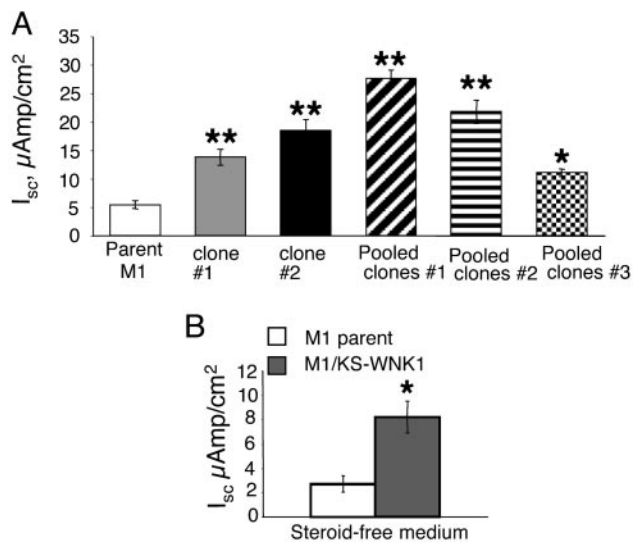 A
I_sc, µAmp/cm²
35
30
25
20
15
10
5
0
**
**
**
**
*
Parent
M1
clone
#1
clone
#2
Pooled
clones #1
Pooled
clones #2
Pooled
clones #3
B
M1 parent
M1/KS-WNK1
I_sc µAmp/cm²
12
10
8
6
4
2
0
*
Steroid-free medium